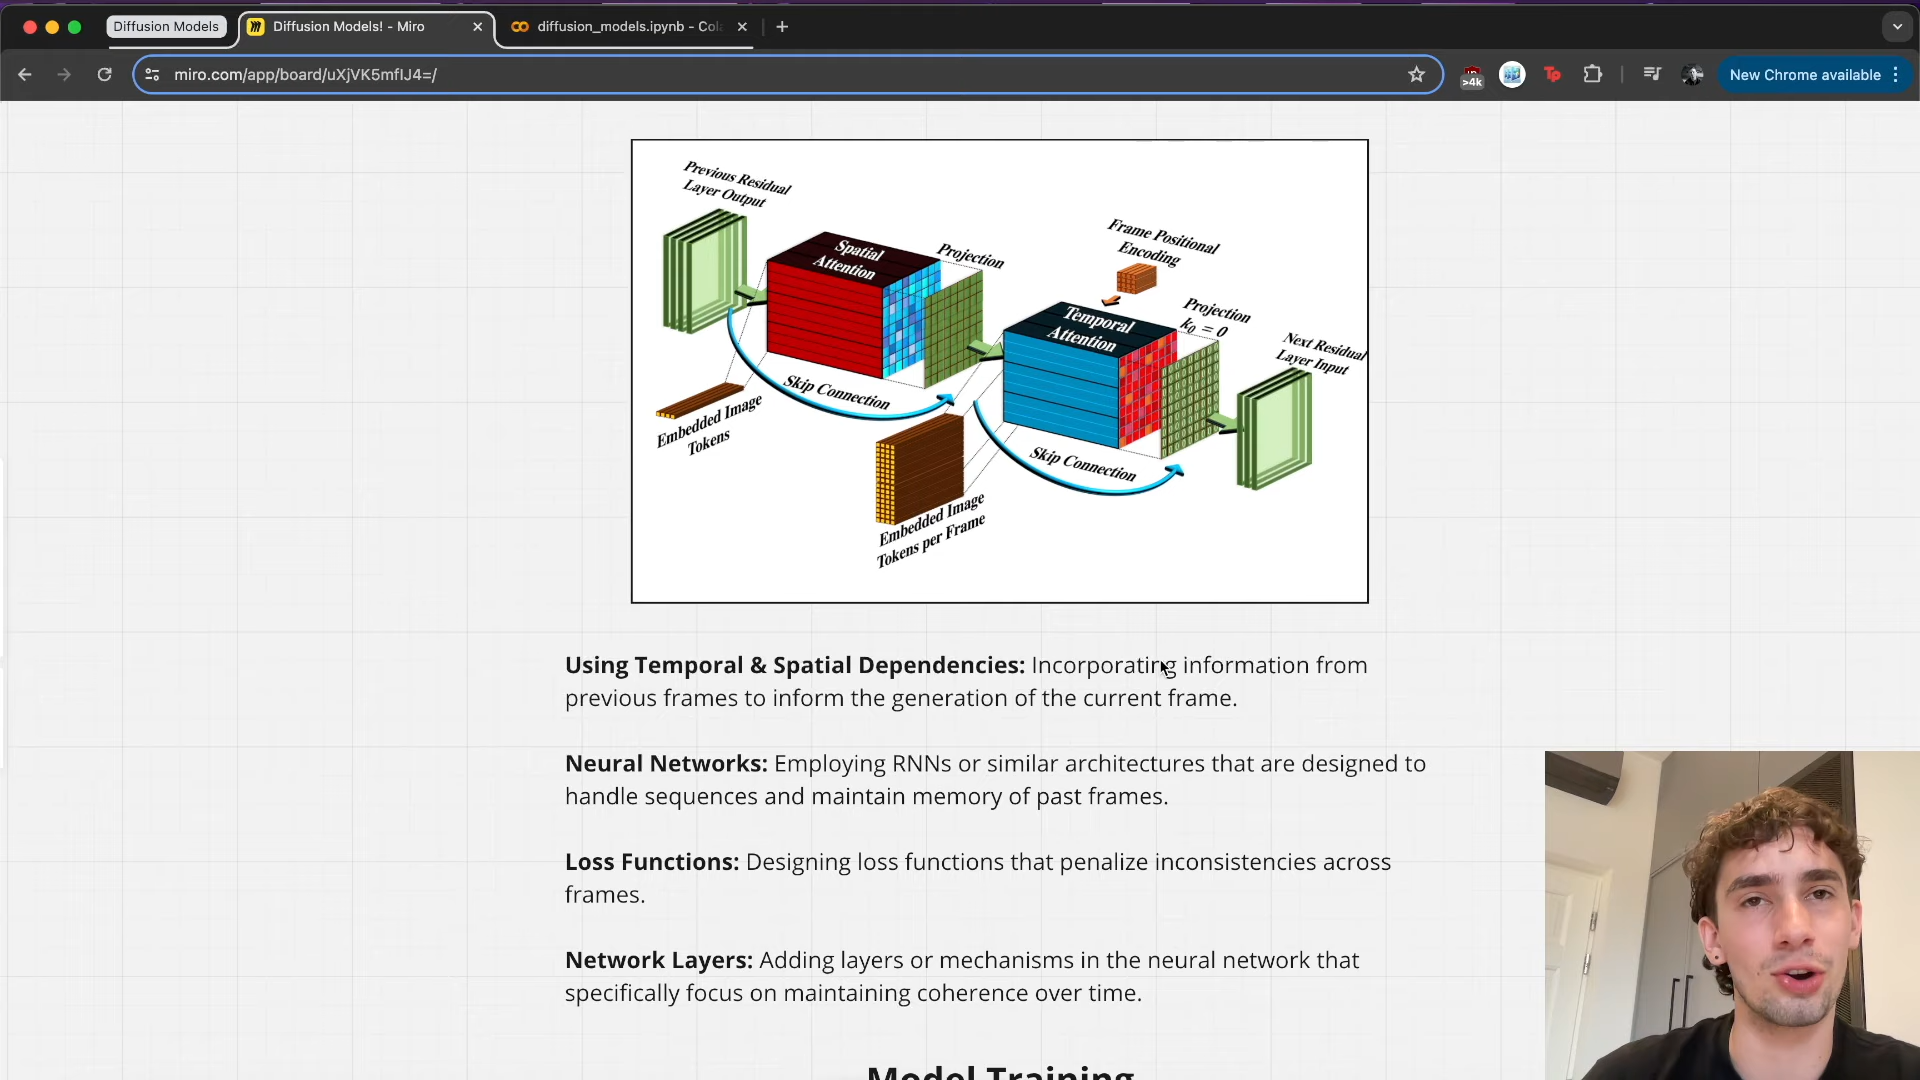 Diffusion Models
Diffusion Models! - Miro
diffusion_models.ipynb - Col
miro.com/app/board/uXjVK5mfIJ4=/
>4k
Tp
New Chrome available
Previous Residual
Layer Output
Spatial
Attention
Projection
Frame Positional
Encoding
Temporal
Attention
Projection
k₀ = 0
Next Residual
Layer Input
Skip Connection
Embedded Image
Tokens
Skip Connection
Embedded Image
Tokens per Frame
Using Temporal & Spatial Dependencies: Incorporating information from
previous frames to inform the generation of the current frame.
Neural Networks: Employing RNNs or similar architectures that are designed to
handle sequences and maintain memory of past frames.
Loss Functions: Designing loss functions that penalize inconsistencies across
frames.
Network Layers: Adding layers or mechanisms in the neural network that
specifically focus on maintaining coherence over time.
Model Training